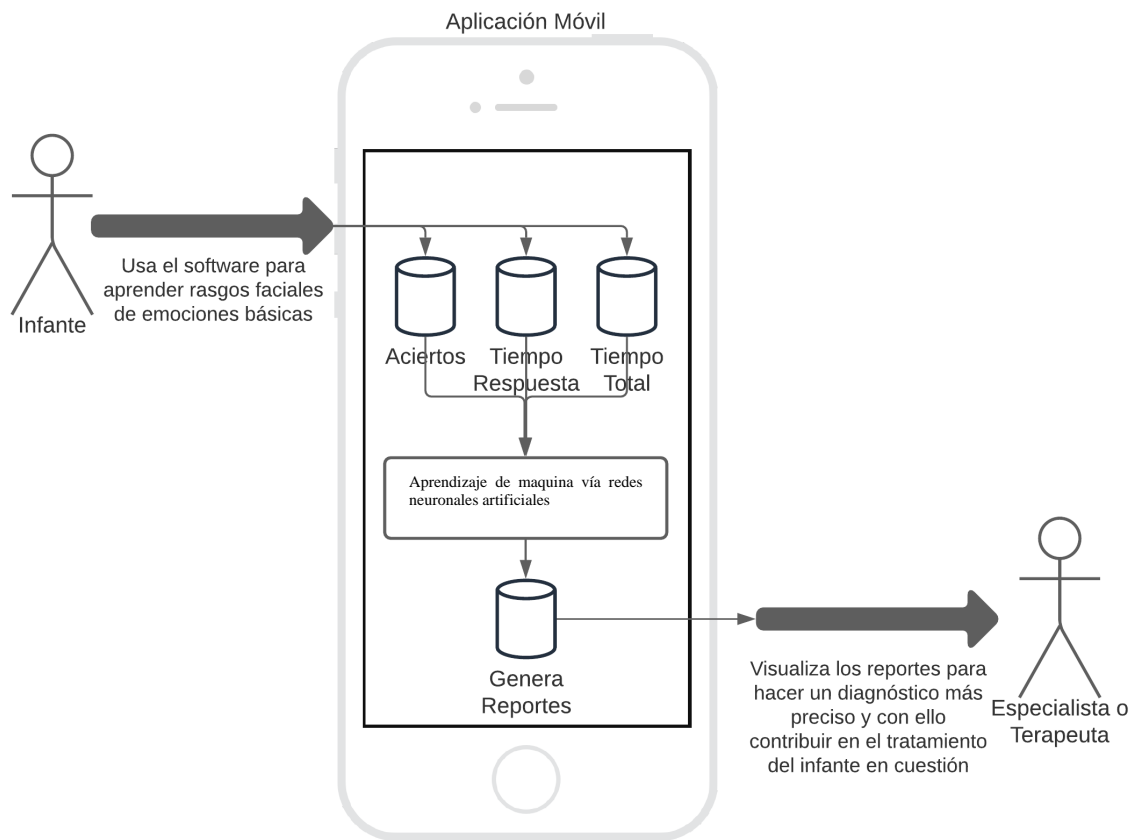 Aplicación Móvil
Usa el software para
aprender rasgos faciales
de emociones básicas
Infante
Aciertos
Tiempo
Respuesta
Tiempo
Total
Aprendizaje de maquina vía redes
neuronales artificiales
Genera
Reportes
Visualiza los reportes para
hacer un diagnóstico más
preciso y con ello
contribuir en el tratamiento
del infante en cuestión
Especialista o
Terapeuta